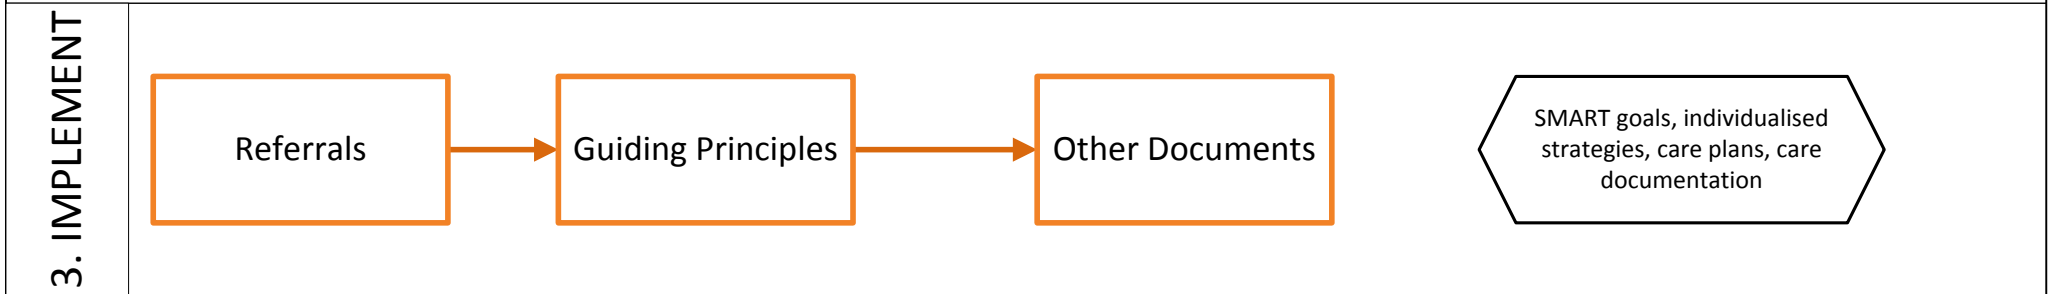 3. IMPLEMENT
Referrals
Guiding Principles
Other Documents
SMART goals, individualised
strategies, care plans, care
documentation